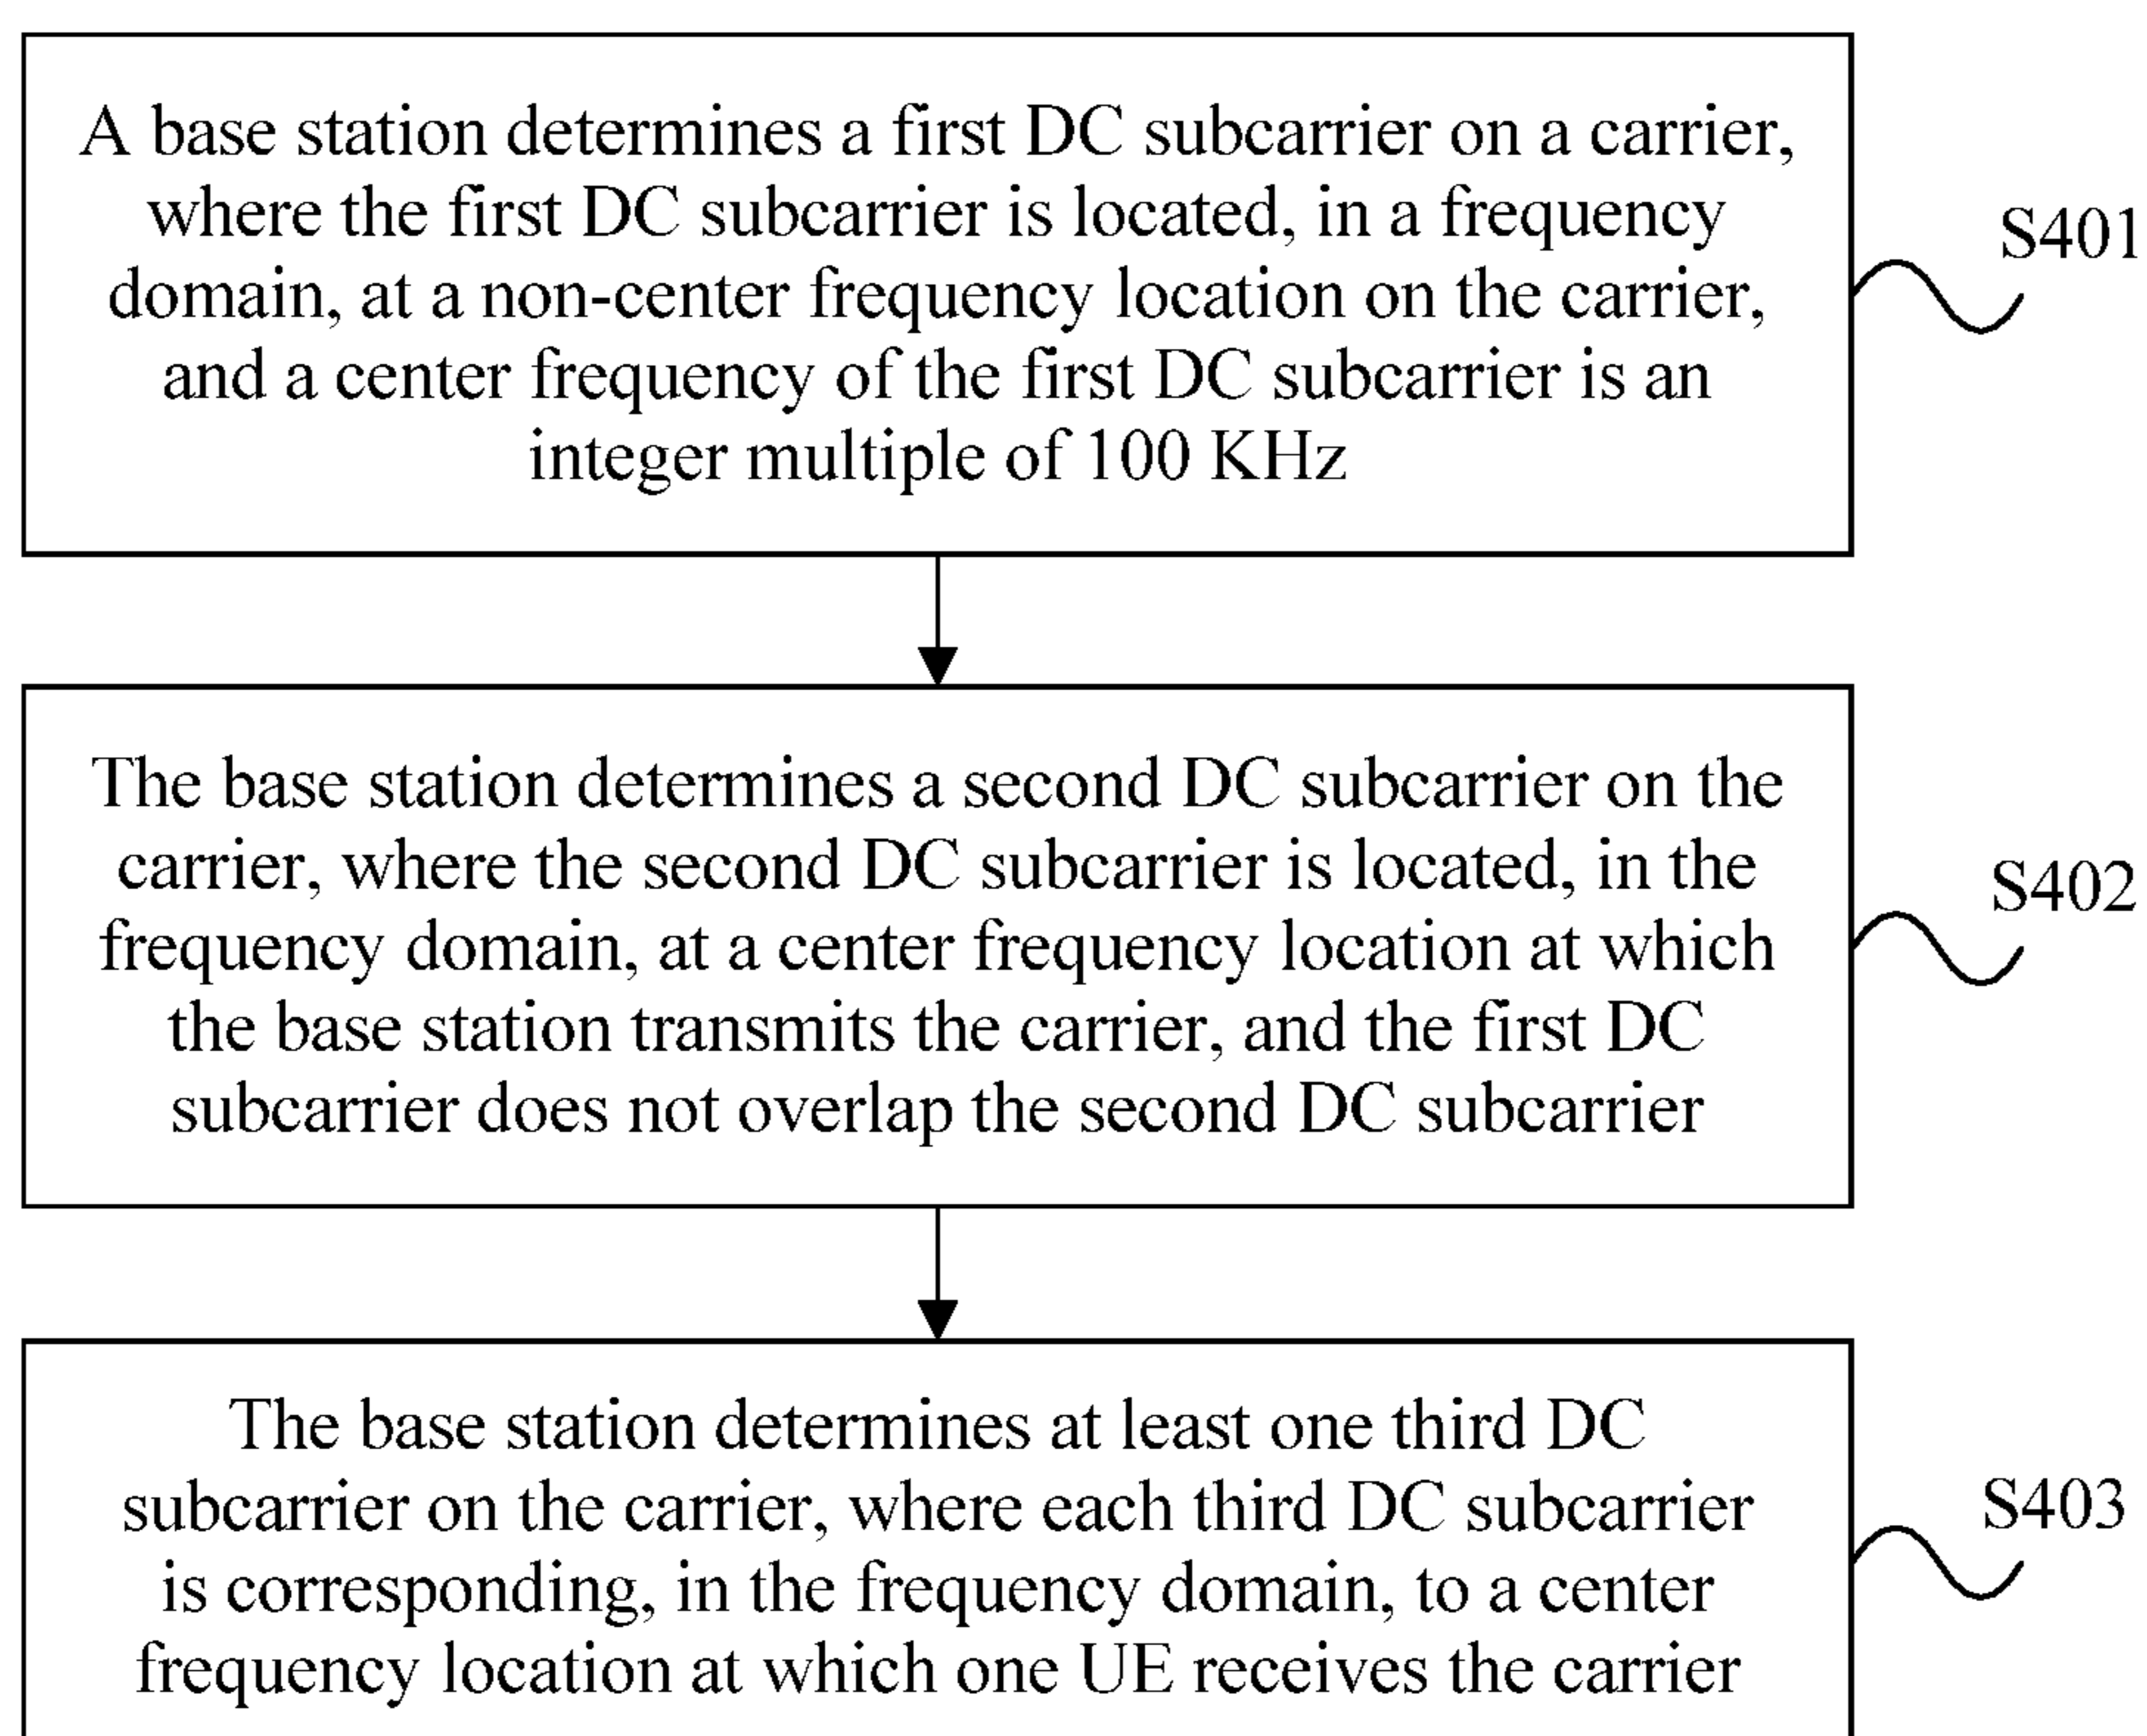 A base station determines a first DC subcarrier on a carrier,
where the first DC subcarrier is located, in a frequency
domain, at a non-center frequency location on the carrier,
and a center frequency of the first DC subcarrier is an
integer multiple of 100 KHz
S401
The base station determines a second DC subcarrier on the
carrier, where the second DC subcarrier is located, in the
frequency domain, at a center frequency location at which
the base station transmits the carrier, and the first DC
subcarrier does not overlap the second DC subcarrier
S402
The base station determines at least one third DC
subcarrier on the carrier, where each third DC subcarrier
is corresponding, in the frequency domain, to a center
frequency location at which one UE receives the carrier
S403